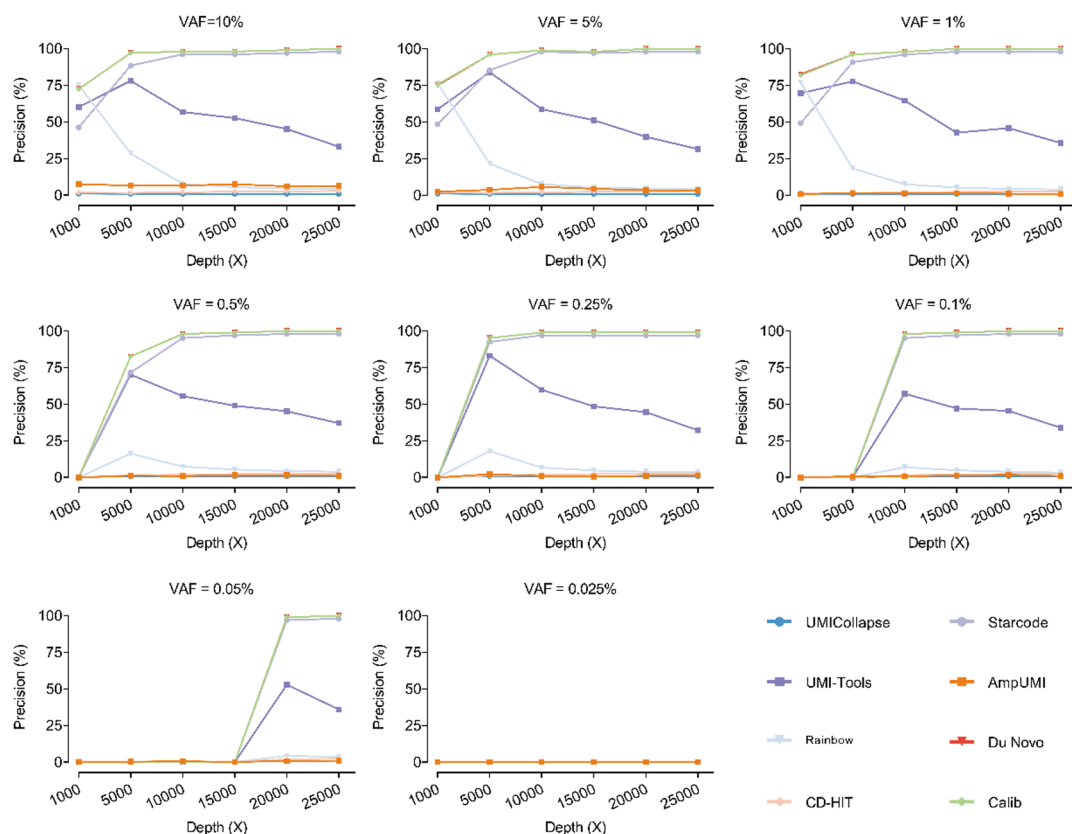 VAF=10%
Precision (%)
100
75
50
25
0
1000 5000 10000 15000 20000 25000
Depth (X)
VAF = 5%
Precision (%)
100
75
50
25
0
1000 5000 10000 15000 20000 25000
Depth (X)
VAF = 1%
Precision (%)
100
75
50
25
0
1000 5000 10000 15000 20000 25000
Depth (X)
VAF = 0.5%
Precision (%)
100
75
50
25
0
1000 5000 10000 15000 20000 25000
Depth (X)
VAF = 0.25%
Precision (%)
100
75
50
25
0
1000 5000 10000 15000 20000 25000
Depth (X)
VAF = 0.1%
Precision (%)
100
75
50
25
0
1000 5000 10000 15000 20000 25000
Depth (X)
VAF = 0.05%
Precision (%)
100
75
50
25
0
1000 5000 10000 15000 20000 25000
Depth (X)
VAF = 0.025%
Precision (%)
100
75
50
25
0
1000 5000 10000 15000 20000 25000
Depth (X)
UMICollapse
Starcode
UMI-Tools
AmpUMI
Rainbow
Du Novo
CD-HIT
Calib